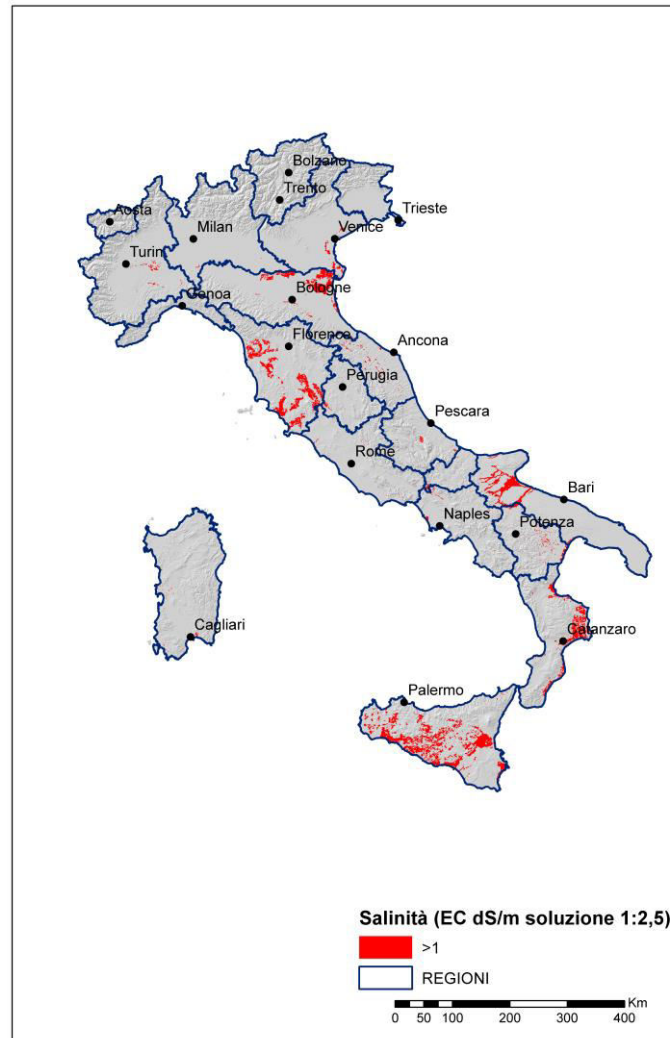 Bolzano
Trento
Aosta
Milan
Venice
Trieste
Turin
Genoa
Bologne
Florence
Ancona
Perugia
Pescara
Rome
Bari
Naples
Potenza
Cagliari
Catanzaro
Palermo
Salinità (EC dS/m soluzione 1:2,5)
>1
REGIONI
Km
0 50 100 200 300 400